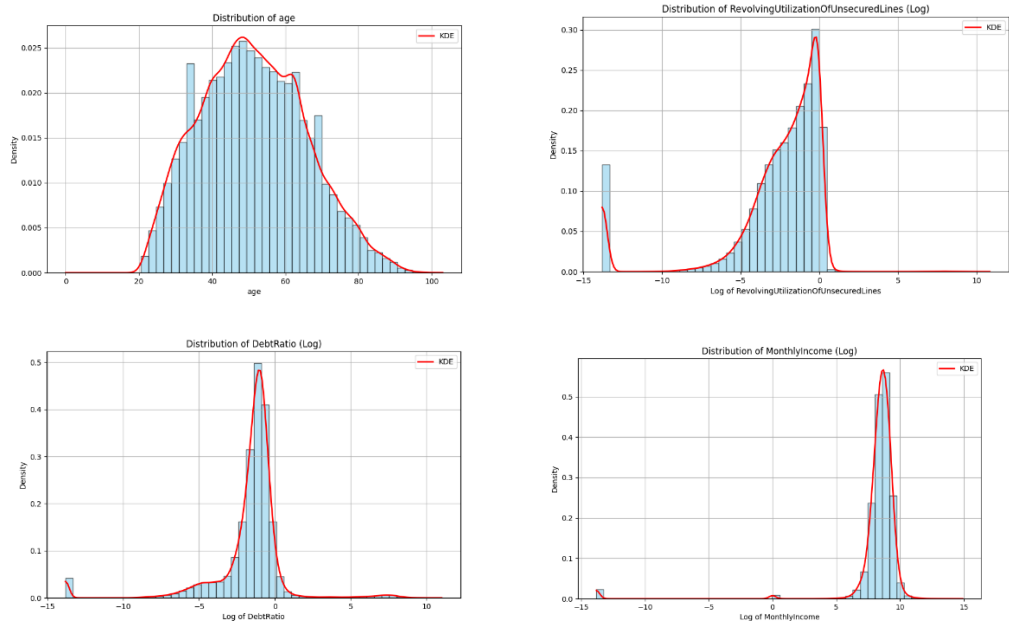 Distribution of age
KDE
Density
0.025
0.020
0.015
0.010
0.005
0.000
0 20 40 60 80 100
age
Distribution of RevolvingUtilizationOfUnsecuredLines (Log)
KDE
Density
0.30
0.25
0.20
0.15
0.10
0.05
0.00
−15 −10 −5 0 5 10
Log of RevolvingUtilizationOfUnsecuredLines
Distribution of DebtRatio (Log)
KDE
Density
0.5
0.4
0.3
0.2
0.1
0.0
−15 −10 −5 0 5 10
Log of DebtRatio
Distribution of MonthlyIncome (Log)
KDE
Density
0.5
0.4
0.3
0.2
0.1
0.0
−15 −10 −5 0 5 10 15
Log of MonthlyIncome